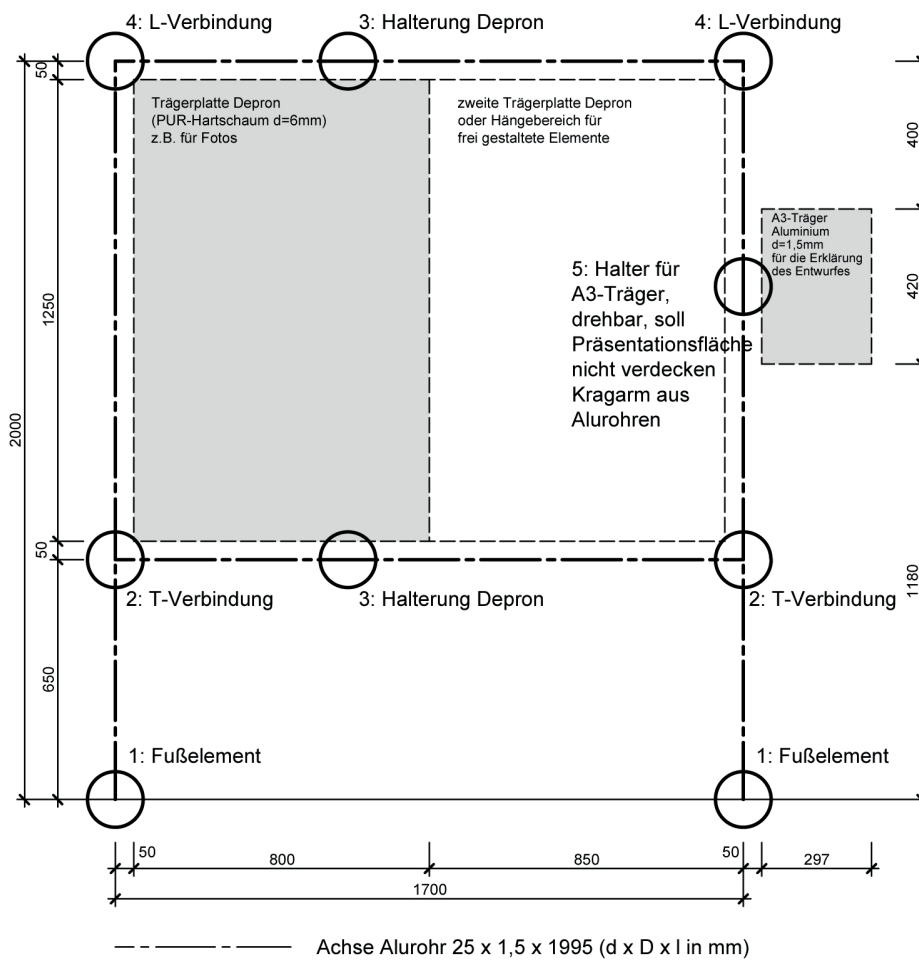 4: L-Verbindung
3: Halterung Depron
4: L-Verbindung
50
50
Trägerplatte Depron
(PUR-Hartschaum d=6mm)
z.B. für Fotos
zweite Trägerplatte Depron
oder Hängebereich für
frei gestaltete Elemente
400
A3-Träger
Aluminium
d=1,5mm
für die Erklärung
des Entwurfes
5: Halter für
A3-Träger,
drehbar, soll
Präsentationsfläche
nicht verdecken
Kragarm aus
Alurohren
420
1250
2000
50
2: T-Verbindung
3: Halterung Depron
2: T-Verbindung
1180
650
1: Fußelement
1: Fußelement
50
800
850
50
297
1700
Achse Alurohr 25 x 1,5 x 1995 (d x D x l in mm)